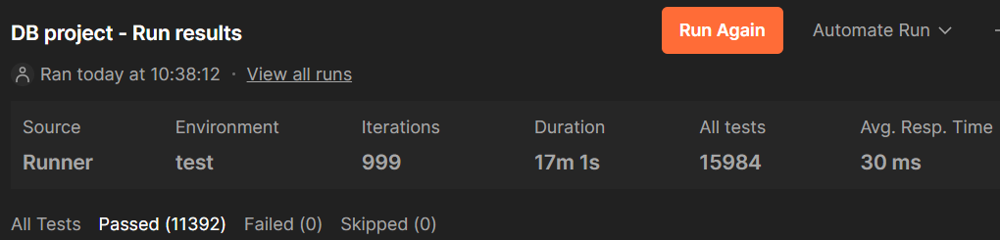 DB project - Run results
Run Again
Automate Run
Ran today at 10:38:12 · View all runs
Source Environment Iterations Duration All tests Avg. Resp. Time
Runner test 999 17m 1s 15984 30 ms
All Tests Passed (11392) Failed (0) Skipped (0)